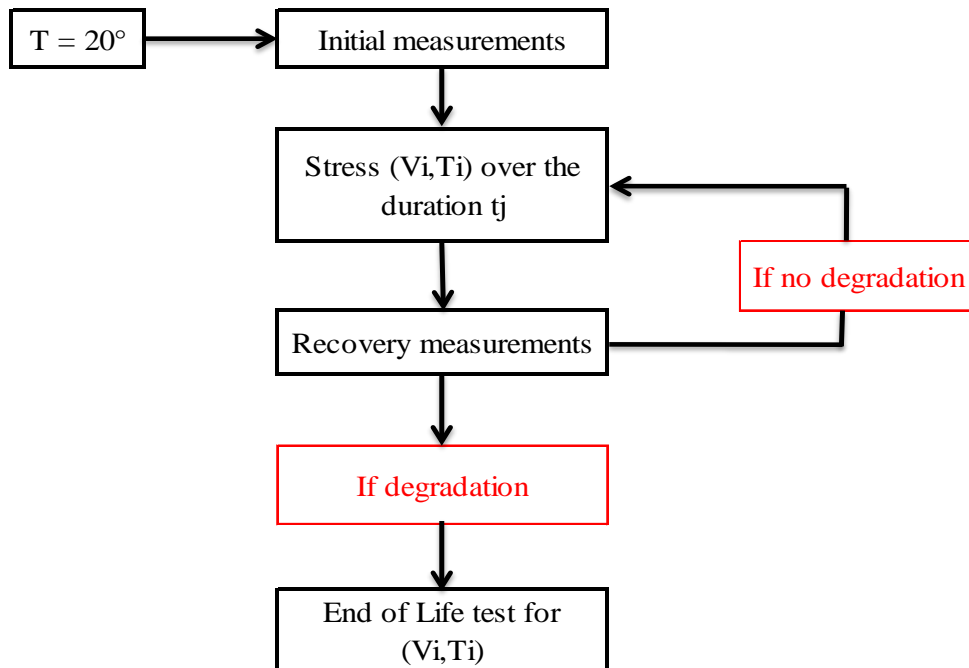 T = 20°
Initial measurements
Stress (Vi,Ti) over the
duration tj
If no degradation
Recovery measurements
If degradation
End of Life test for
(Vi,Ti)